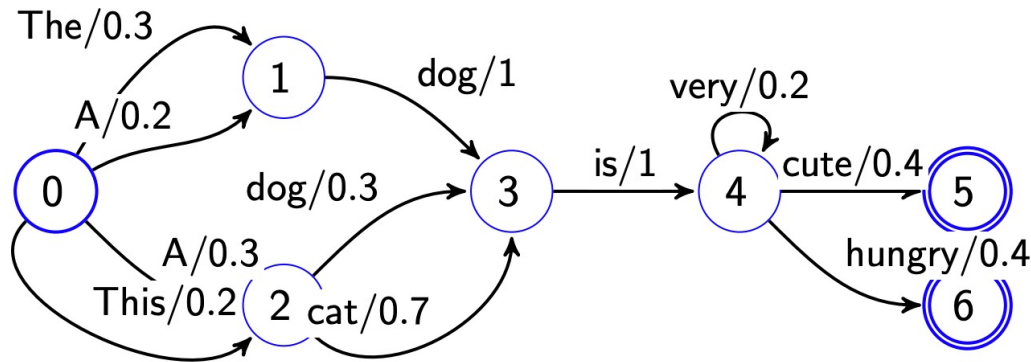 The/0.3
A/0.2
1
dog/1
very/0.2
0
dog/0.3
3
is/1
4
cute/0.4
5
A/0.3
This/0.2
2
cat/0.7
hungry/0.4
6